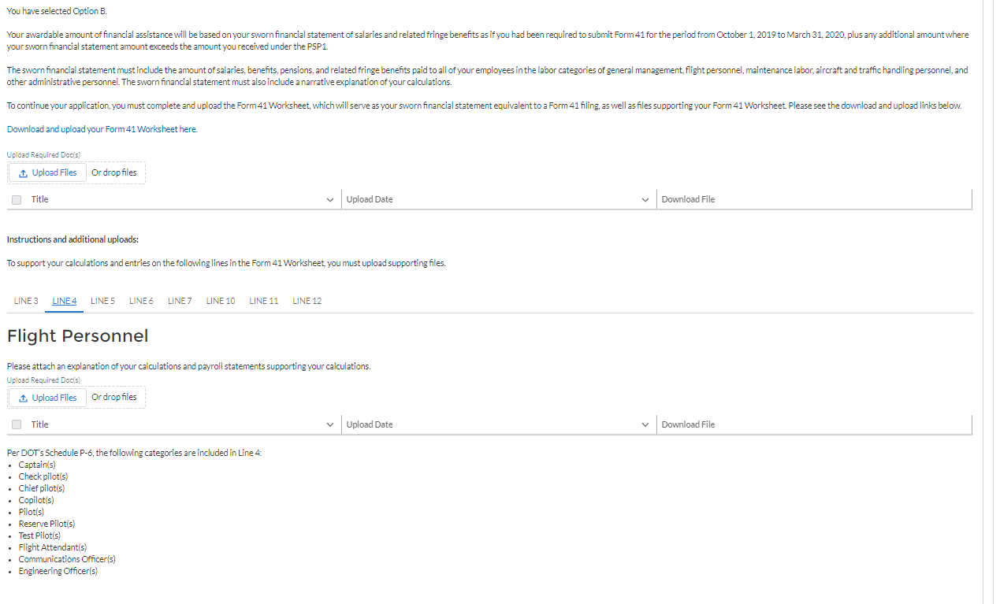 You have selected Option B.
Your awardable amount of financial assistance will be based on your sworn financial statement of salaries and related fringe benefits as if you had been required to submit Form 41 for the period from October 1, 2019 to March 31, 2020, plus any additional amount where
your sworn financial statement amount exceeds the amount you received under the PSP1.
The sworn financial statement must include the amount of salaries, benefits, pensions, and related fringe benefits paid to all of your employees in the labor categories of general management, flight personnel, maintenance labor, aircraft and traffic handling personnel, and
other administrative personnel. The sworn financial statement must also include a narrative explanation of your calculations.
To continue your application, you must complete and upload the Form 41 Worksheet, which will serve as your sworn financial statement equivalent to a Form 41 filing, as well as files supporting your Form 41 Worksheet. Please see the download and upload links below.
Download and upload your Form 41 Worksheet here.
Upload Required Doc(s)
Upload Files Or drop files
Title Upload Date Download File
Instructions and additional uploads:
To support your calculations and entries on the following lines in the Form 41 Worksheet, you must upload supporting files.
LINE 3 LINE 4 LINE 5 LINE 6 LINE 7 LINE 10 LINE 11 LINE 12
Flight Personnel
Please attach an explanation of your calculations and payroll statements supporting your calculations.
Upload Required Doc(s)
Upload Files Or drop files
Title Upload Date Download File
Per DOT's Schedule P-6, the following categories are included in Line 4:
• Captain(s)
• Check pilot(s)
• Chief pilot(s)
• Copilot(s)
• Pilot(s)
• Reserve Pilot(s)
• Test Pilot(s)
• Flight Attendant(s)
• Communications Officer(s)
• Engineering Officer(s)